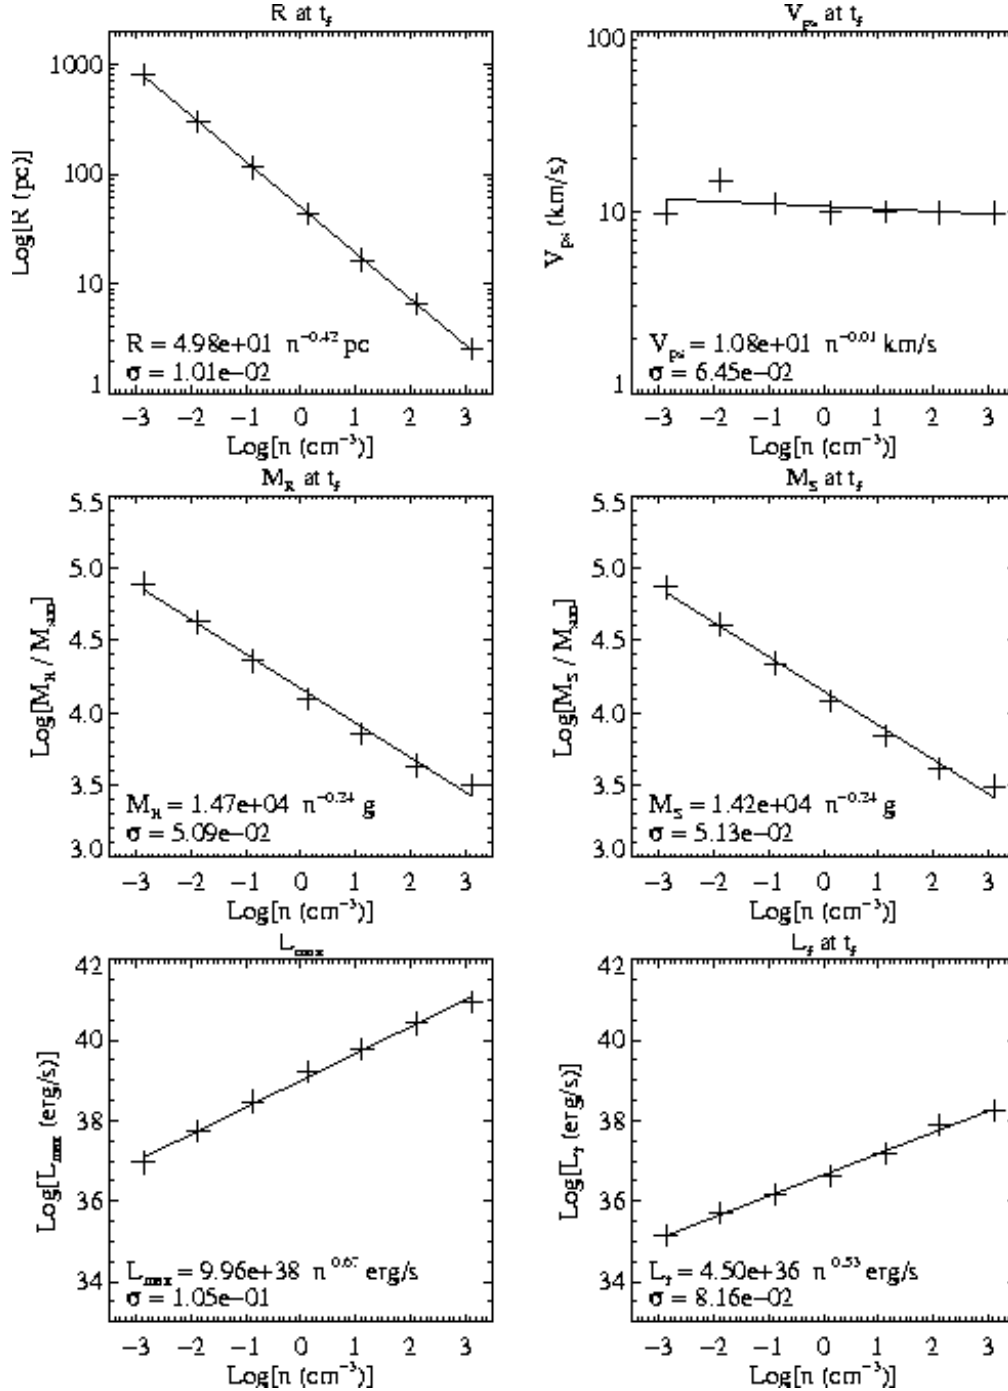 R at t_f
1000
100
10
1
Log[R (pc)]
R = 4.98e+01 n^−0.42 pc
σ = 1.01e−02
−3 −2 −1 0 1 2 3
Log[n (cm^−3)]
V_psi at t_f
100
10
1
V_psi (km/s)
V_psi = 1.08e+01 n^−0.01 km/s
σ = 6.45e−02
−3 −2 −1 0 1 2 3
Log[n (cm^−3)]
M_R at t_f
5.5
5.0
4.5
4.0
3.5
3.0
Log[M_R / M_sun]
M_R = 1.47e+04 n^−0.24 g
σ = 5.09e−02
−3 −2 −1 0 1 2 3
Log[n (cm^−3)]
M_S at t_f
5.5
5.0
4.5
4.0
3.5
3.0
Log[M_S / M_sun]
M_S = 1.42e+04 n^−0.24 g
σ = 5.13e−02
−3 −2 −1 0 1 2 3
Log[n (cm^−3)]
L_max
42
40
38
36
34
Log[L_max (erg/s)]
L_max = 9.96e+38 n^0.67 erg/s
σ = 1.05e−01
−3 −2 −1 0 1 2 3
Log[n (cm^−3)]
L_f at t_f
42
40
38
36
34
Log[L_f (erg/s)]
L_f = 4.50e+36 n^0.53 erg/s
σ = 8.16e−02
−3 −2 −1 0 1 2 3
Log[n (cm^−3)]